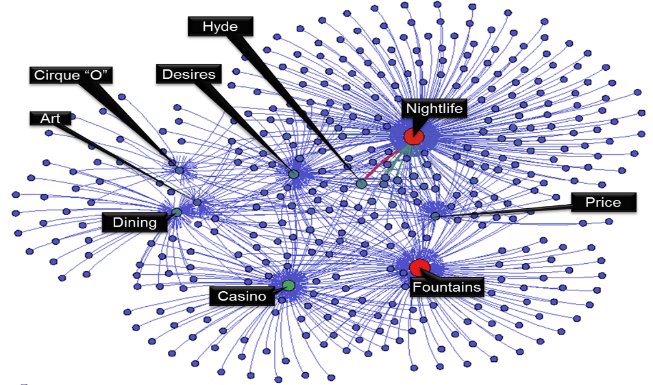 Hyde
Cirque "O"
Desires
Nightlife
Art
Price
Dining
Fountains
Casino